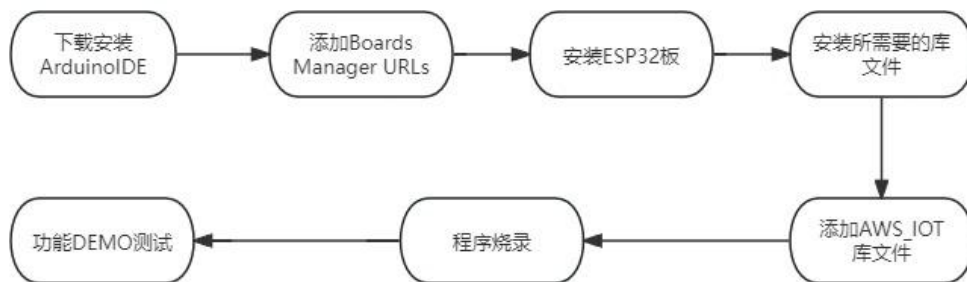 下载安装
ArduinoIDE
添加Boards
Manager URLs
安装ESP32板
安装所需要的库
文件
添加AWS_IOT
库文件
程序烧录
功能DEMO测试